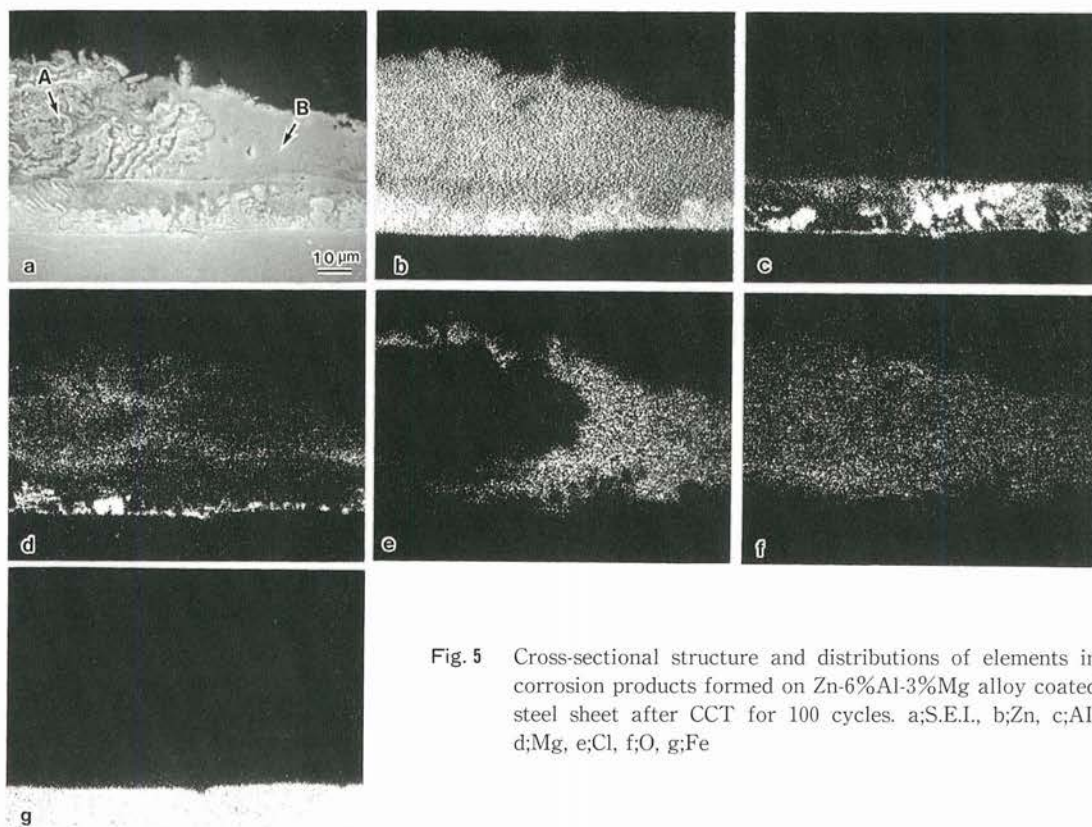 A
B
10 μm
a
b
c
d
e
f
g
Fig. 5 Cross-sectional structure and distributions of elements in
corrosion products formed on Zn-6%Al-3%Mg alloy coated
steel sheet after CCT for 100 cycles. a;S.E.I., b;Zn, c;Al
d;Mg, e;Cl, f;O, g;Fe